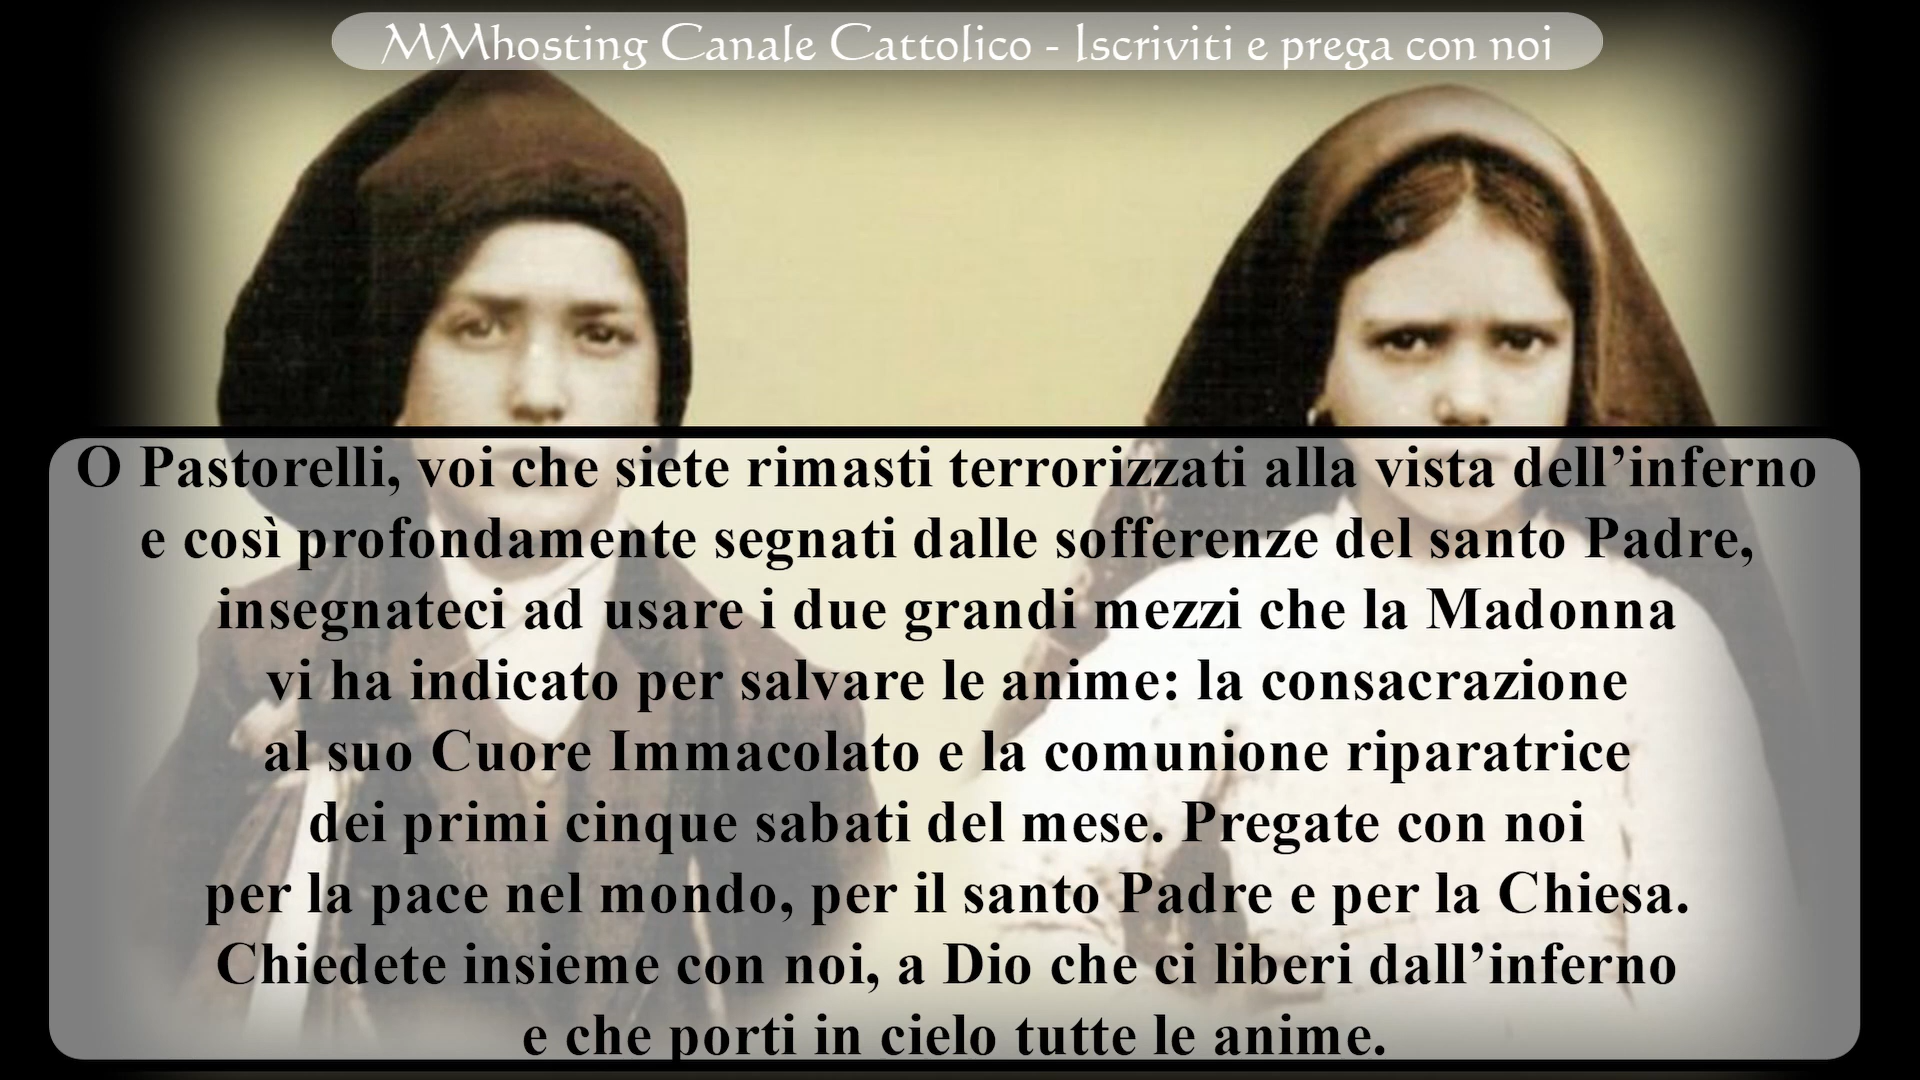 MMhosting Canale Cattolico - Iscriviti e prega con noi
O Pastorelli, voi che siete rimasti terrorizzati alla vista dell’inferno
e così profondamente segnati dalle sofferenze del santo Padre,
insegnateci ad usare i due grandi mezzi che la Madonna
vi ha indicato per salvare le anime: la consacrazione
al suo Cuore Immacolato e la comunione riparatrice
dei primi cinque sabati del mese. Pregate con noi
per la pace nel mondo, per il santo Padre e per la Chiesa.
Chiedete insieme con noi, a Dio che ci liberi dall’inferno
e che porti in cielo tutte le anime.